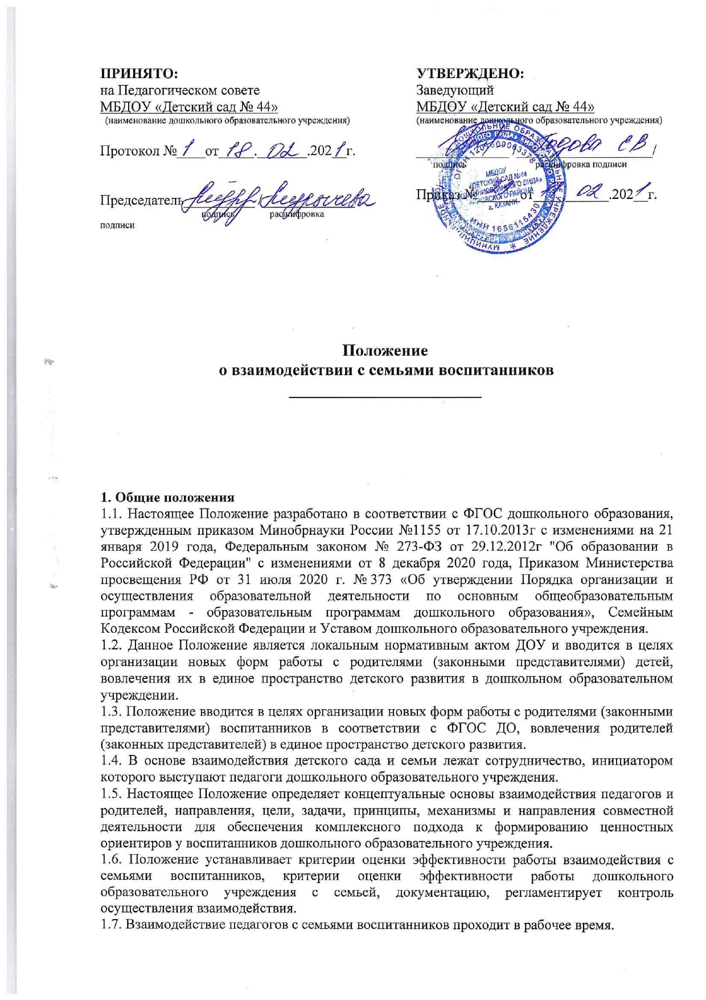 ПРИНЯТО:
на Педагогическом совете
МБДОУ «Детский сад № 44»
(наименование дошкольного образовательного учреждения)
Протокол № 1 от 18 . 02 .2021 г.
Председатель /
подпись расшифровка
подписи
УТВЕРЖДЕНО:
Заведующий
МБДОУ «Детский сад № 44»
(наименование дошкольного образовательного учреждения)
/ ЕВ /
подпись расшифровка подписи
Приказ № от 02 .2021 г.
МБДОУ
«ДЕТСКИЙ САД №44
г. КАЗАНИ
ИНН 1656115430
Положение
о взаимодействии с семьями воспитанников
1. Общие положения
1.1. Настоящее Положение разработано в соответствии с ФГОС дошкольного образования,
утвержденным приказом Минобрнауки России №1155 от 17.10.2013г с изменениями на 21
января 2019 года, Федеральным законом № 273-ФЗ от 29.12.2012г "Об образовании в
Российской Федерации" с изменениями от 8 декабря 2020 года, Приказом Министерства
просвещения РФ от 31 июля 2020 г. № 373 «Об утверждении Порядка организации и
осуществления образовательной деятельности по основным общеобразовательным
программам - образовательным программам дошкольного образования», Семейным
Кодексом Российской Федерации и Уставом дошкольного образовательного учреждения.
1.2. Данное Положение является локальным нормативным актом ДОУ и вводится в целях
организации новых форм работы с родителями (законными представителями) детей,
вовлечения их в единое пространство детского развития в дошкольном образовательном
учреждении.
1.3. Положение вводится в целях организации новых форм работы с родителями (законными
представителями) воспитанников в соответствии с ФГОС ДО, вовлечения родителей
(законных представителей) в единое пространство детского развития.
1.4. В основе взаимодействия детского сада и семьи лежат сотрудничество, инициатором
которого выступают педагоги дошкольного образовательного учреждения.
1.5. Настоящее Положение определяет концептуальные основы взаимодействия педагогов и
родителей, направления, цели, задачи, принципы, механизмы и направления совместной
деятельности для обеспечения комплексного подхода к формированию ценностных
ориентиров у воспитанников дошкольного образовательного учреждения.
1.6. Положение устанавливает критерии оценки эффективности работы взаимодействия с
семьями воспитанников, критерии оценки эффективности работы дошкольного
образовательного учреждения с семьей, документацию, регламентирует контроль
осуществления взаимодействия.
1.7. Взаимодействие педагогов с семьями воспитанников проходит в рабочее время.